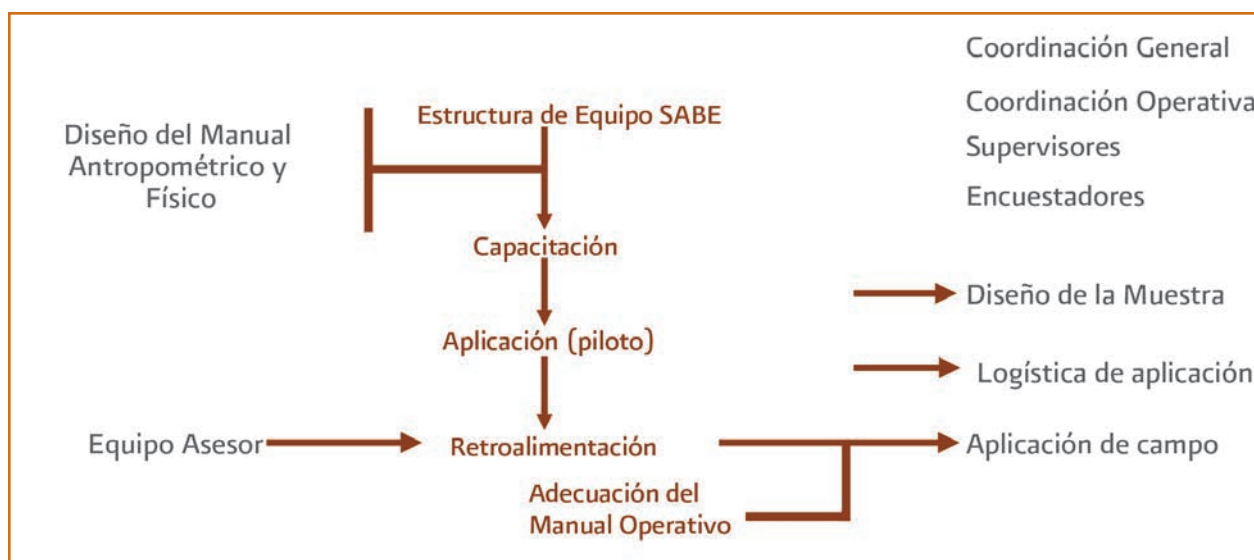 Coordinación General
Estructura de Equipo SABE
Coordinación Operativa
Diseño del Manual
Antropométrico y
Físico
Supervisores
Encuestadores
Capacitación
Diseño de la Muestra
Aplicación (piloto)
Logística de aplicación
Equipo Asesor
Retroalimentación
Aplicación de campo
Adecuación del
Manual Operativo